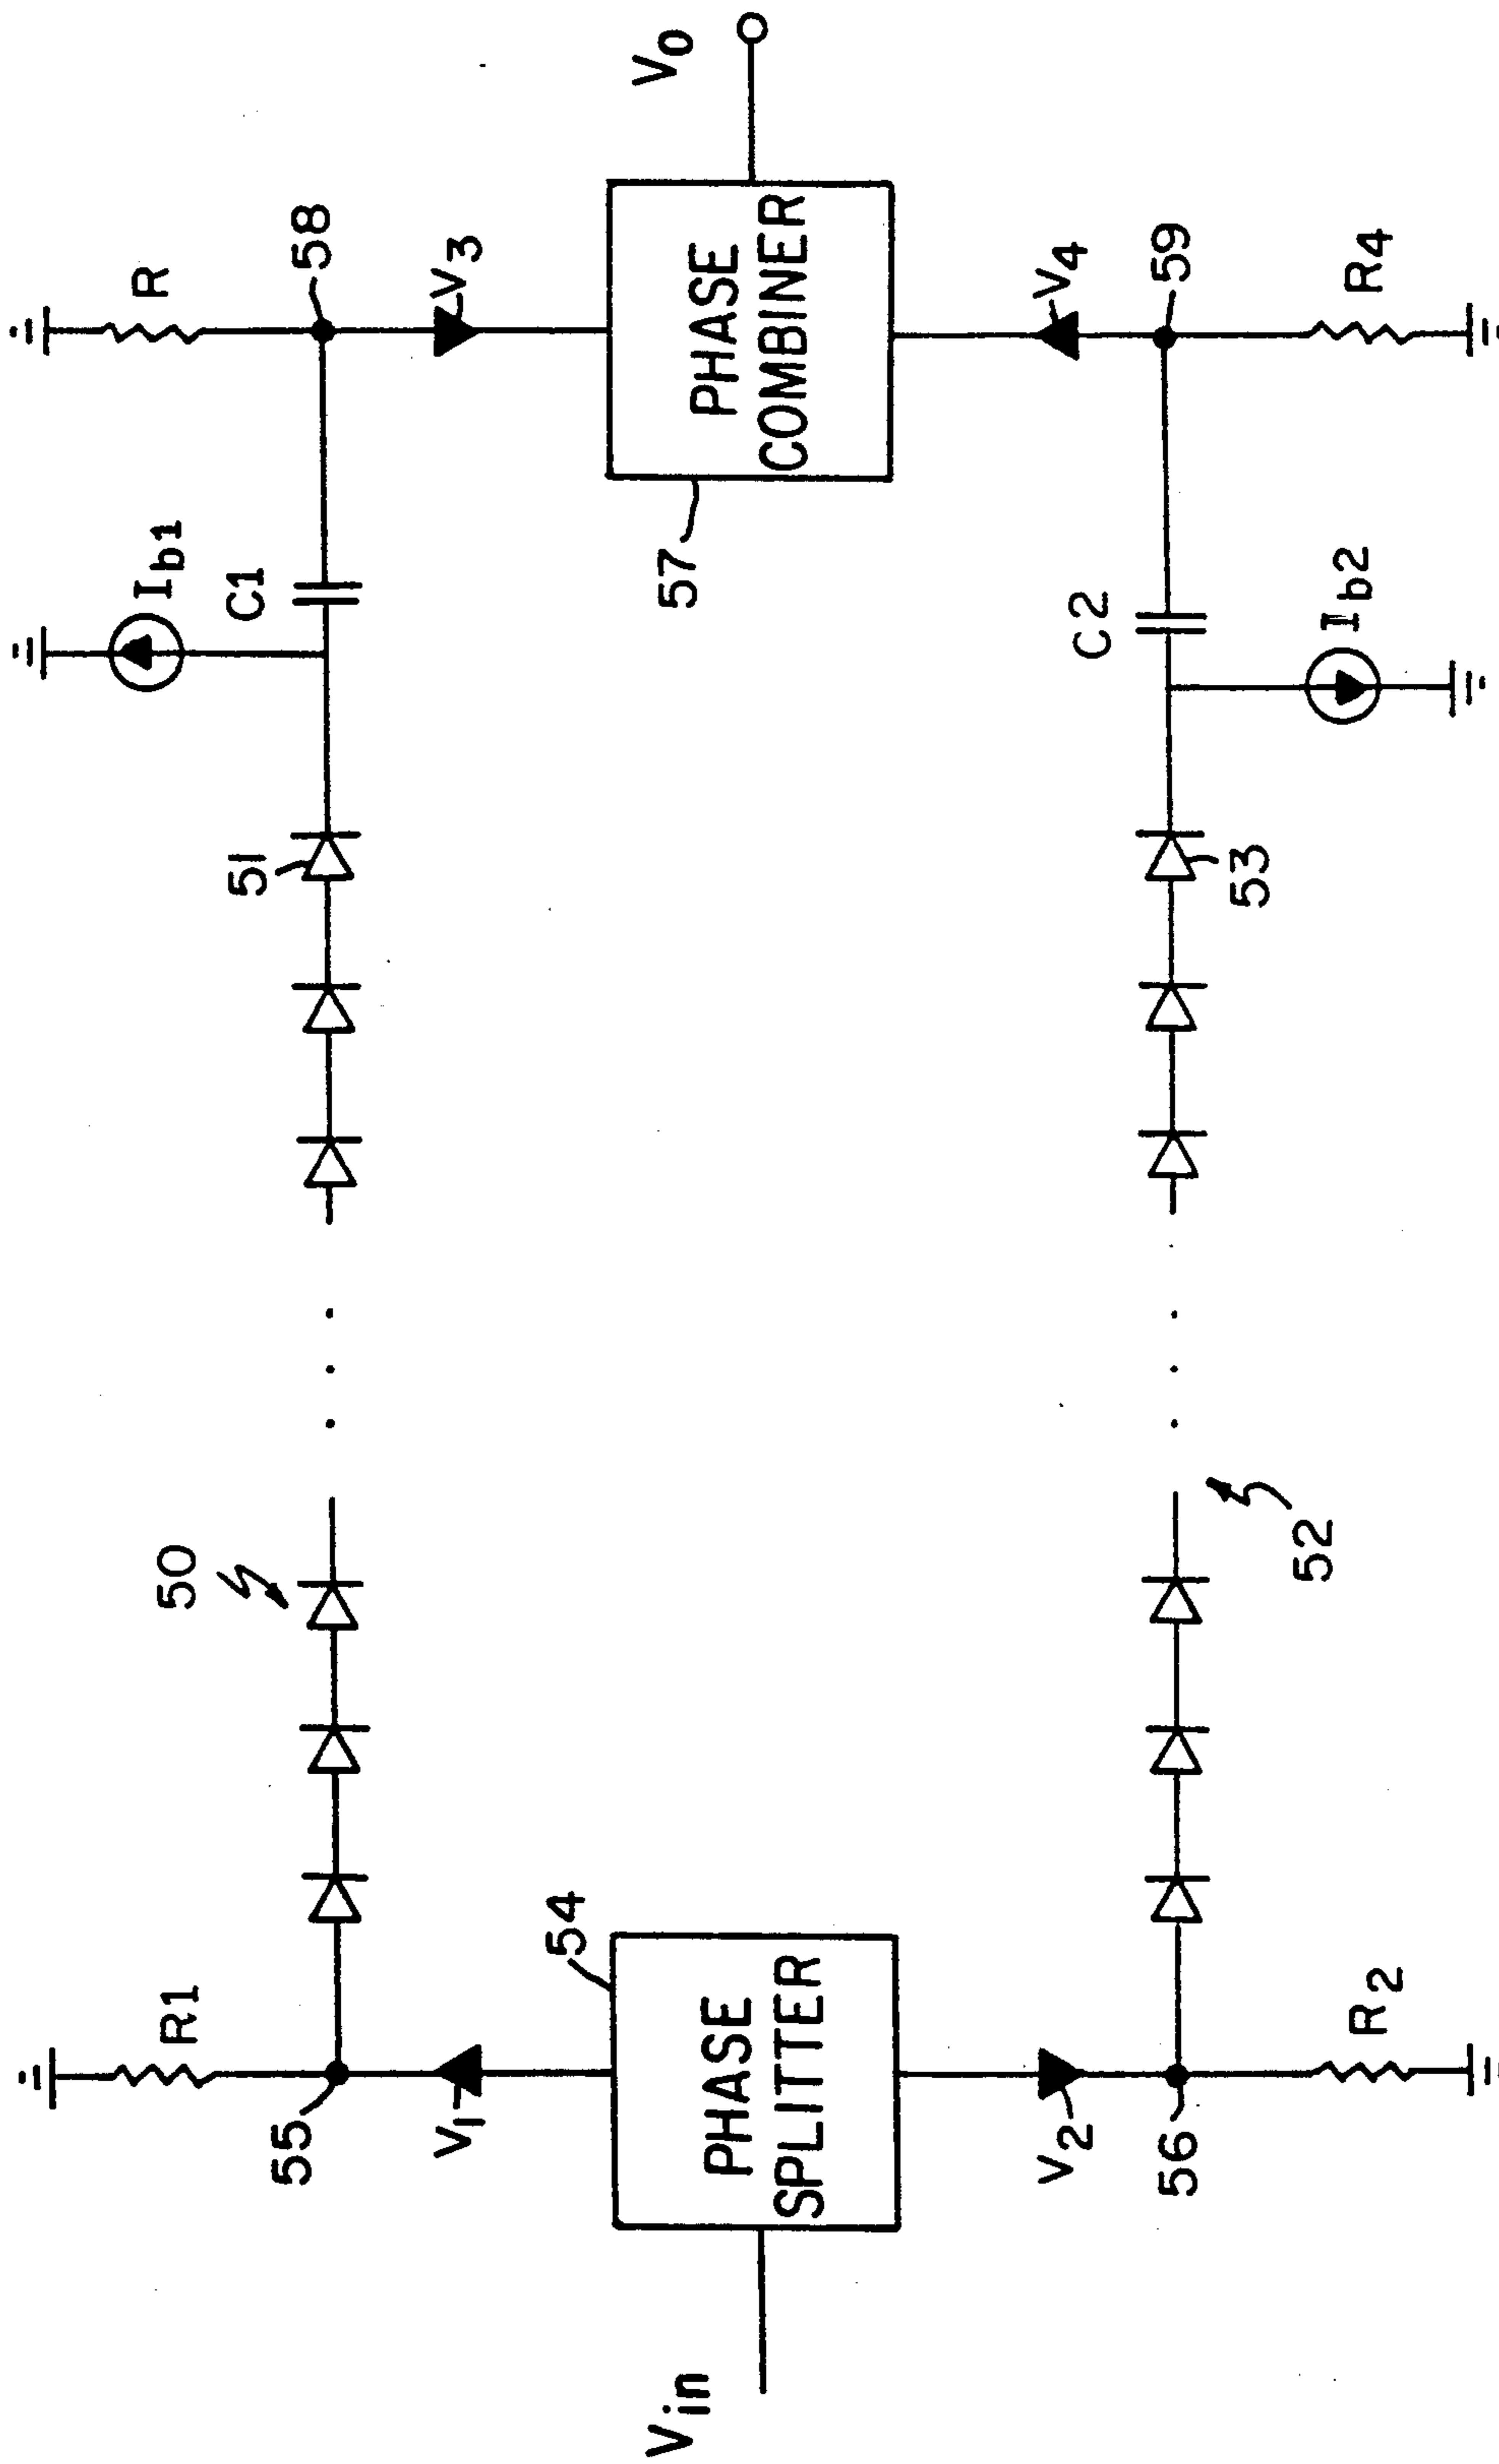 R1
50
51
Ib1
C1
R
58
55
V1
54
V3
V0
Vin
PHASE
SPLITTER
57
PHASE
COMBINER
V2
56
R2
52
53
C2
Ib2
V4
59
R4